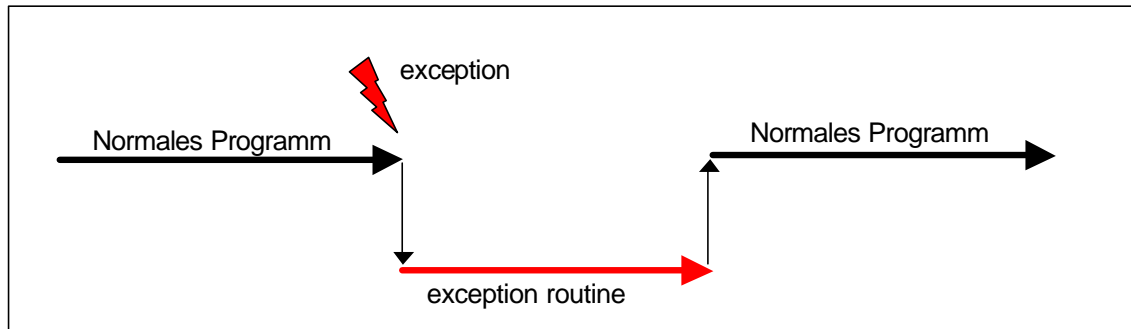 exception
Normales Programm
Normales Programm
exception routine